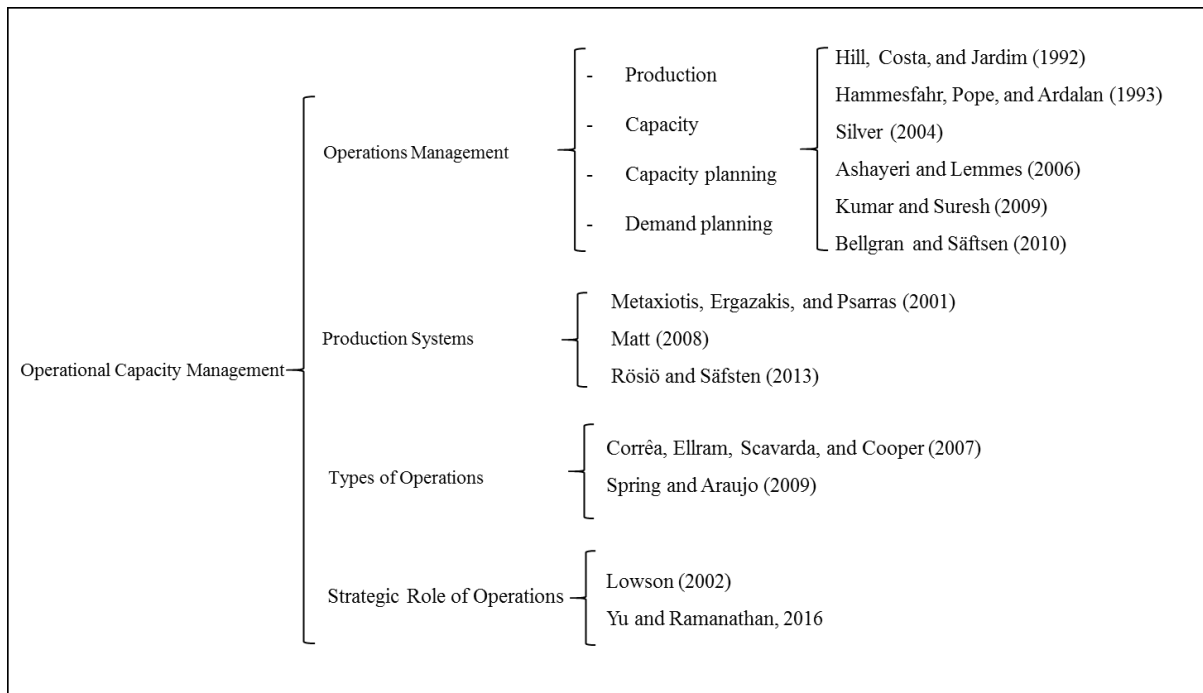 Operational Capacity Management
Operations Management
- Production
- Capacity
- Capacity planning
- Demand planning
Hill, Costa, and Jardim (1992)
Hammesfahr, Pope, and Ardalan (1993)
Silver (2004)
Ashayeri and Lemmes (2006)
Kumar and Suresh (2009)
Bellgran and Säftsen (2010)
Production Systems
Metaxiotis, Ergazakis, and Psarras (2001)
Matt (2008)
Rösiö and Säfsten (2013)
Types of Operations
Corrêa, Ellram, Scavarda, and Cooper (2007)
Spring and Araujo (2009)
Strategic Role of Operations
Lowson (2002)
Yu and Ramanathan, 2016